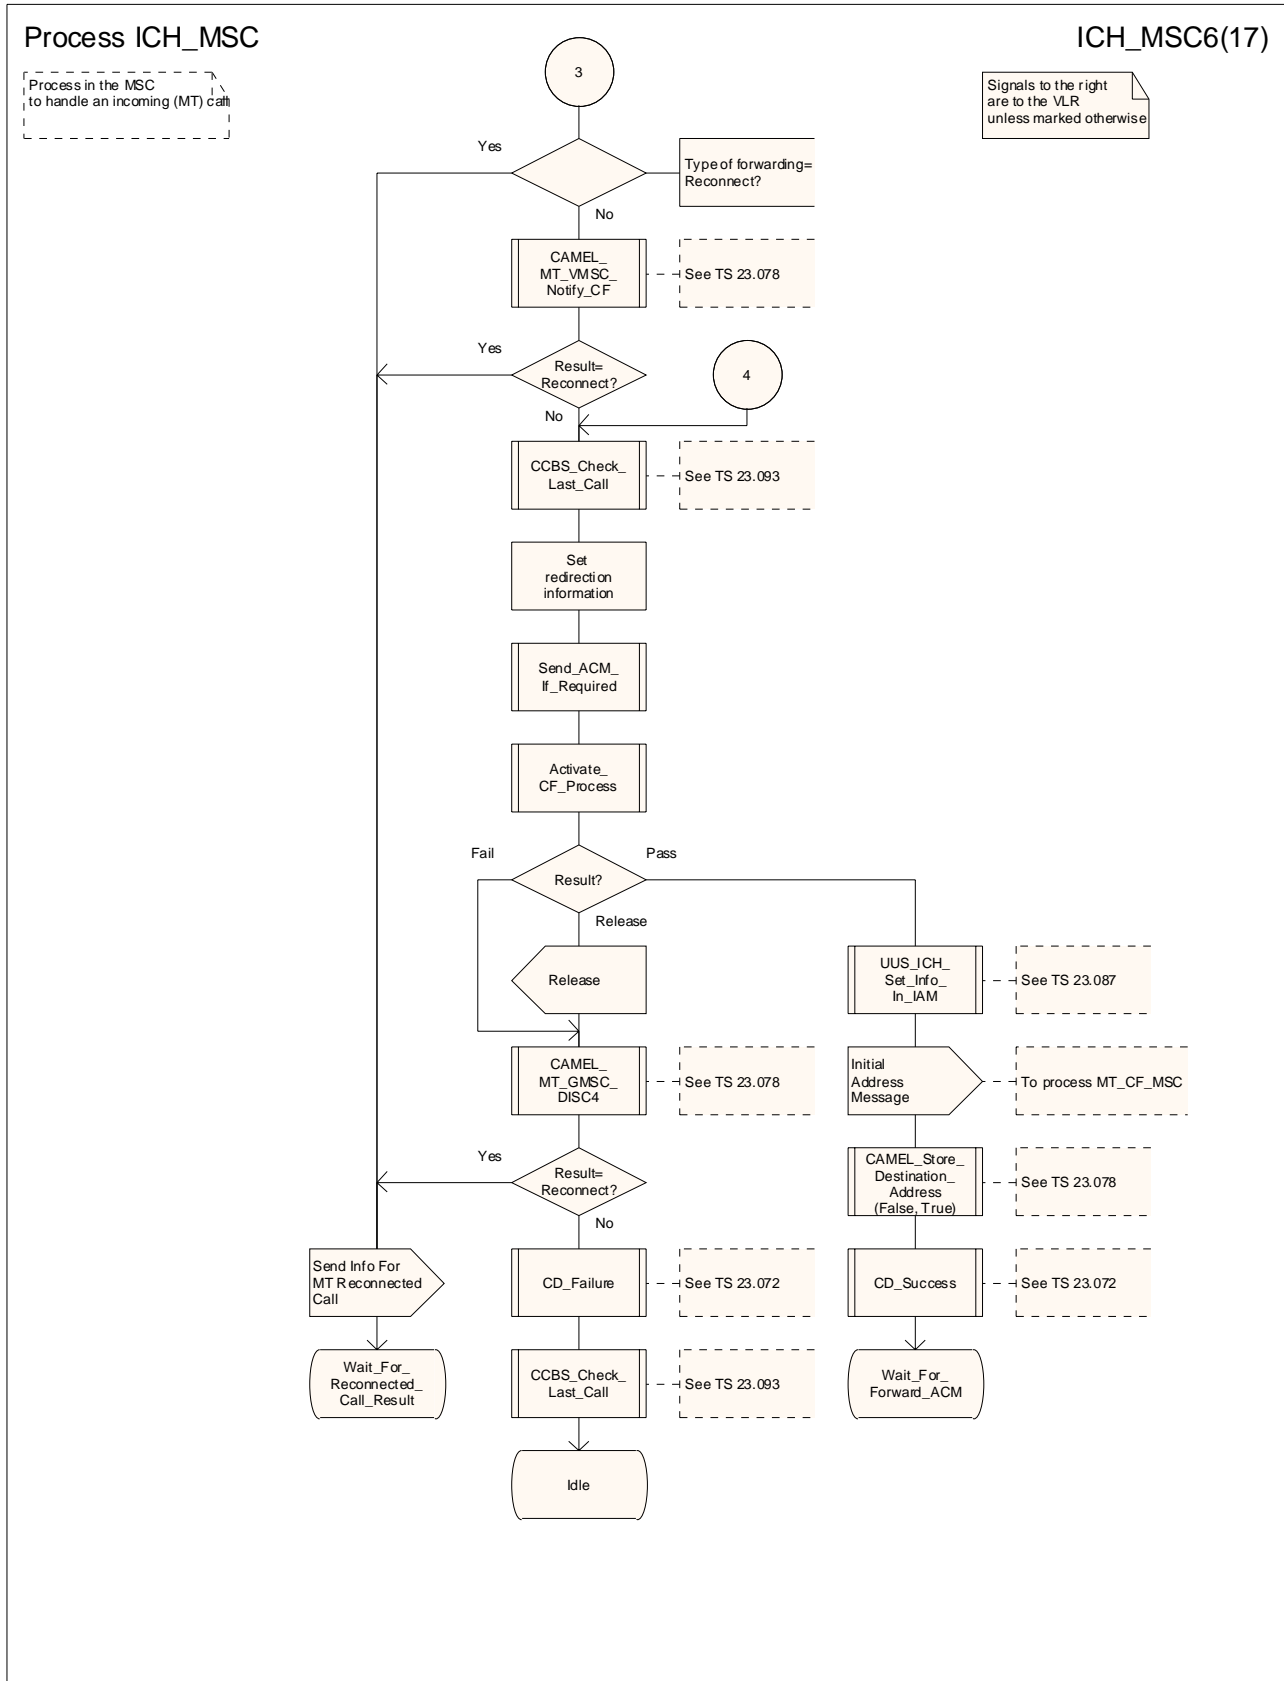 Process ICH_MSC
ICH_MSC6(17)
Process in the MSC
to handle an incoming (MT) call
Signals to the right
are to the VLR
unless marked otherwise
3
Yes
Type of forwarding=
Reconnect?
No
CAMEL_
MT_VMSC_
Notify_CF
See TS 23.078
Yes
Result=
Reconnect?
4
No
CCBS_Check_
Last_Call
See TS 23.093
Set
redirection
information
Send_ACM_
If_Required
Activate_
CF_Process
Fail
Result?
Pass
Release
Release
UUS_ICH_
Set_Info_
In_IAM
See TS 23.087
CAMEL_
MT_GMSC_
DISC4
See TS 23.078
Initial
Address
Message
To process MT_CF_MSC
Yes
Result=
Reconnect?
No
CAMEL_Store_
Destination_
Address
(False, True)
See TS 23.078
Send Info For
MT Reconnected
Call
CD_Failure
See TS 23.072
CD_Success
See TS 23.072
Wait_For_
Reconnected_
Call_Result
CCBS_Check_
Last_Call
See TS 23.093
Wait_For_
Forward_ACM
Idle